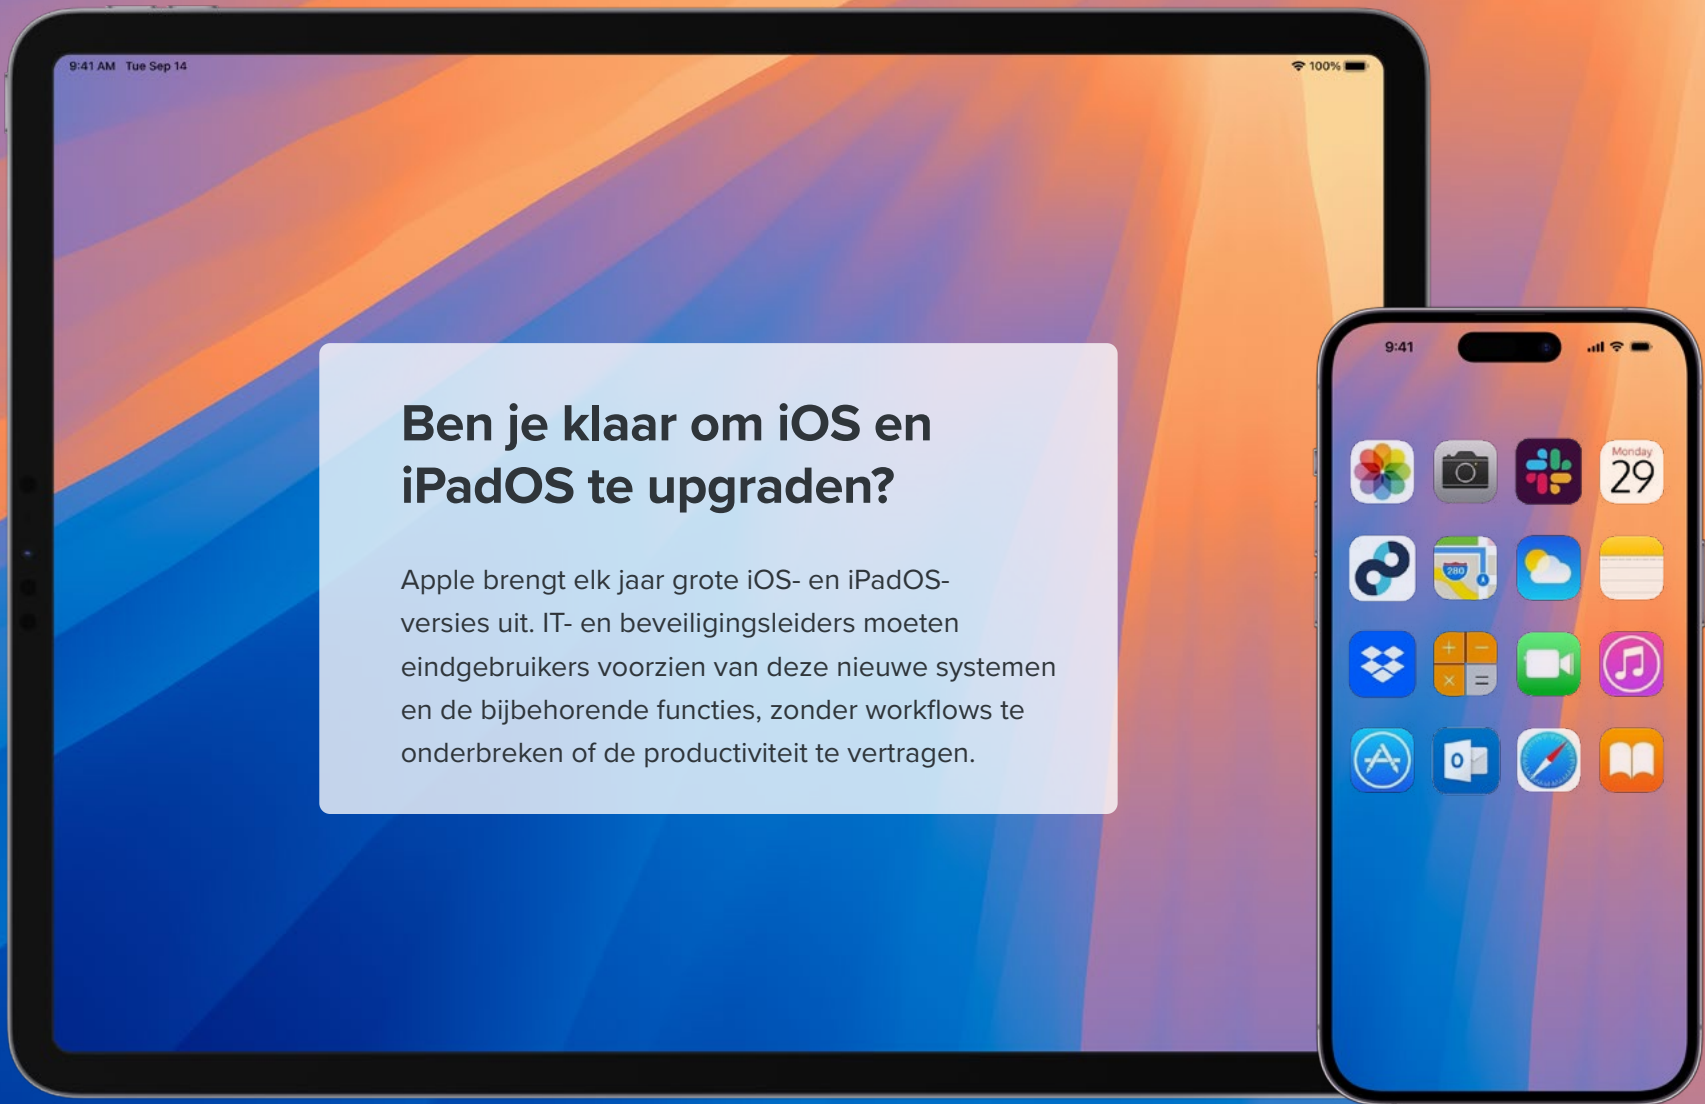 9:41 AM Tue Sep 14
100%
Ben je klaar om iOS en
iPadOS te upgraden?
Apple brengt elk jaar grote iOS- en iPadOS-
versies uit. IT- en beveiligingsleiders moeten
eindgebruikers voorzien van deze nieuwe systemen
en de bijbehorende functies, zonder workflows te
onderbreken of de productiviteit te vertragen.
9:41
Monday
29
280
+ −
× =
O